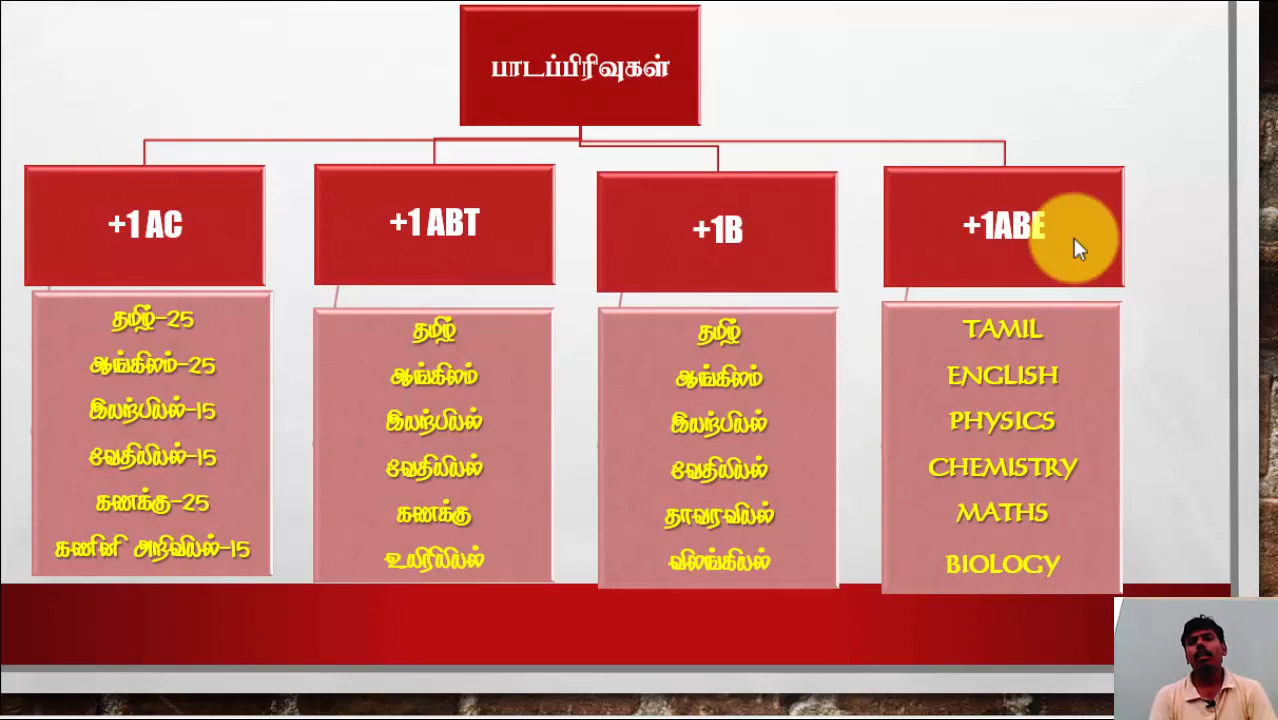 பாடப்பிரிவுகள்
+1 AC
+1 ABT
+1B
+1ABE
தமிழ்-25
ஆங்கிலம்-25
இயற்பியல்-15
வேதியியல்-15
கணக்கு-25
கணினி அறிவியல்-15
தமிழ்
ஆங்கிலம்
இயற்பியல்
வேதியியல்
கணக்கு
உயிரியியல்
தமிழ்
ஆங்கிலம்
இயற்பியல்
வேதியியல்
தாவரவியல்
விலங்கியல்
TAMIL
ENGLISH
PHYSICS
CHEMISTRY
MATHS
BIOLOGY